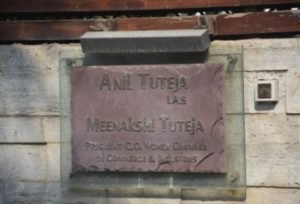 ANIL TUTEJA
I.A.S
MEENAKSHI TUTEJA
PRESIDENT C.G. WOMEN CHAMBER
OF COMMERCE & INDUSTRIES